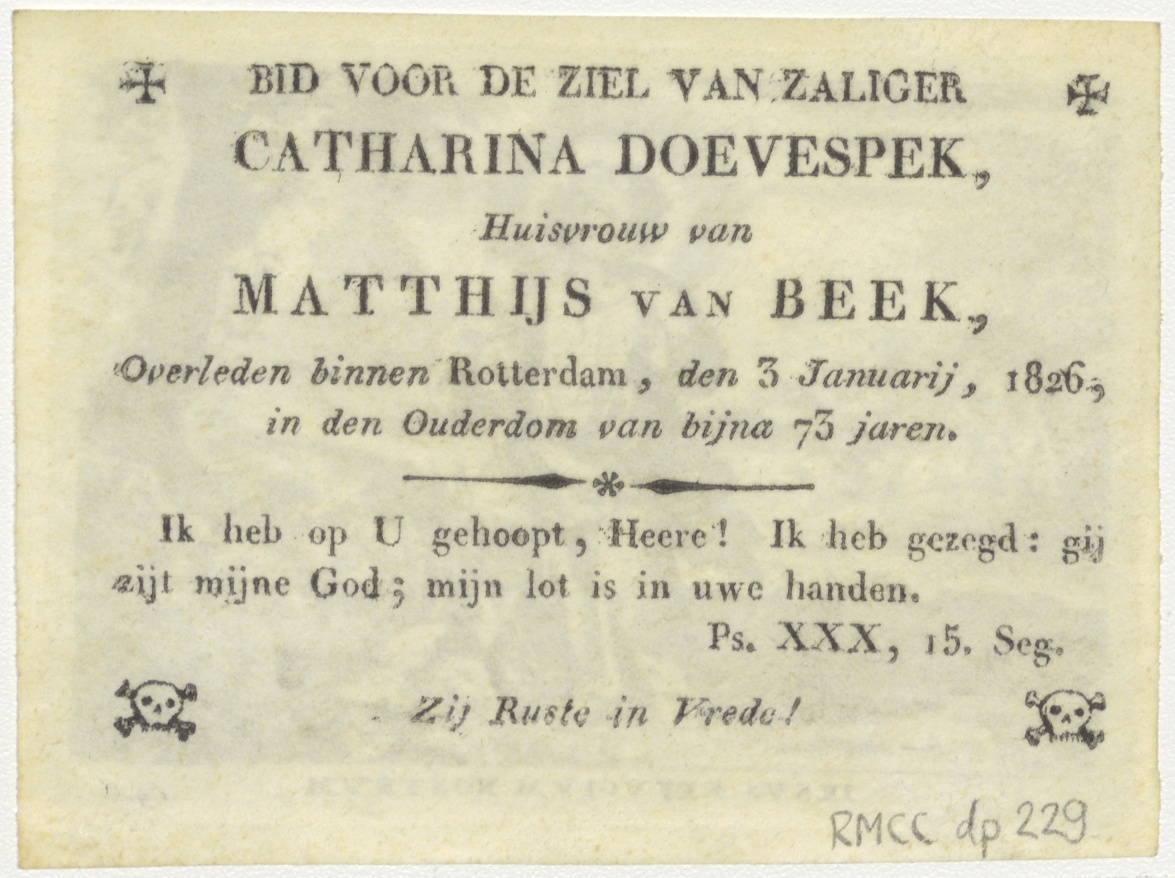 BID VOOR DE ZIEL VAN ZALIGER
CATHARINA DOEVESPEK,
Huisvrouw van
MATTHIJS VAN BEEK,
Overleden binnen Rotterdam, den 3 Januarij, 1826,
in den Ouderdom van bijna 73 jaren.
Ik heb op U gehoopt, Heere! Ik heb gezegd: gij
zijt mijne God; mijn lot is in uwe handen.
Ps. XXX, 15. Seg.
Zij Ruste in Vrede!
RMCC dp 229